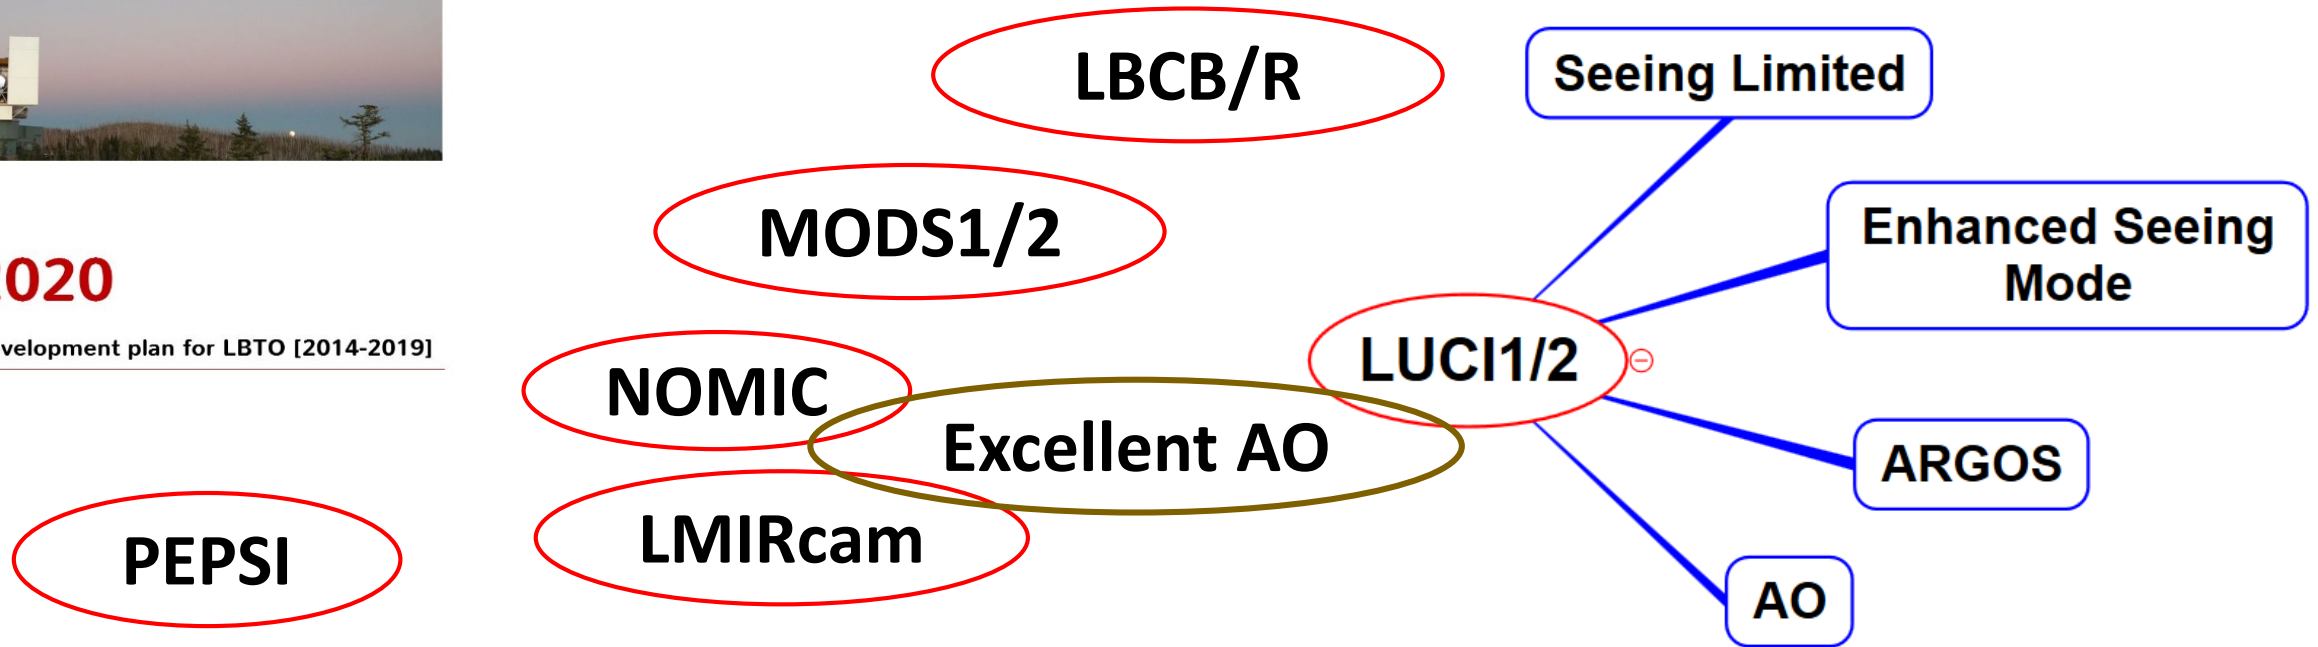 LBCB/R
Seeing Limited
MODS1/2
Enhanced Seeing
Mode
020
velopment plan for LBTO [2014-2019]
NOMIC
LUCI1/2
Excellent AO
ARGOS
PEPSI
LMIRcam
AO